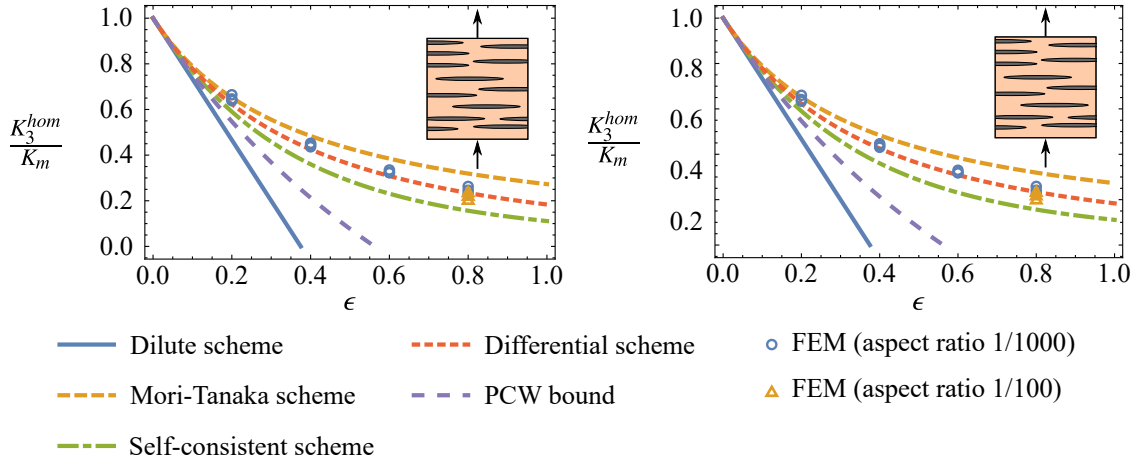 1.0
0.8
0.6
0.4
0.2
0.0
K_3^{hom}
K_m
0.0 0.2 0.4 0.6 0.8 1.0
ϵ
1.0
0.8
0.6
0.4
0.2
K_3^{hom}
K_m
0.0 0.2 0.4 0.6 0.8 1.0
ϵ
Dilute scheme
Differential scheme
FEM (aspect ratio 1/1000)
Mori-Tanaka scheme
PCW bound
FEM (aspect ratio 1/100)
Self-consistent scheme